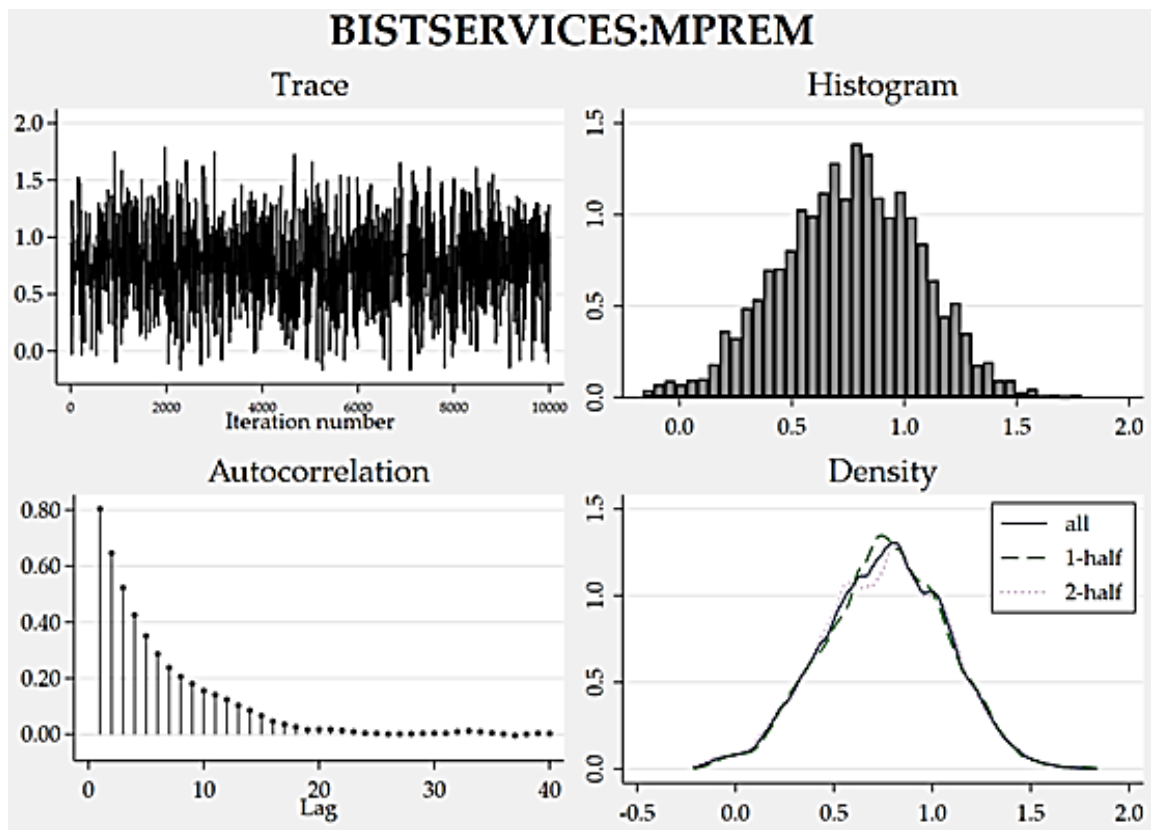 BISTSERVICES:MPREM
Trace
2.0
1.5
1.0
0.5
0.0
0 2000 4000 6000 8000 10000
Iteration number
Histogram
1.5
1.0
0.5
0.0
0.0 0.5 1.0 1.5 2.0
Autocorrelation
0.80
0.60
0.40
0.20
0.00
0 10 20 30 40
Lag
Density
1.5
1.0
0.5
0.0
-0.5 0.0 0.5 1.0 1.5 2.0
all
1-half
2-half